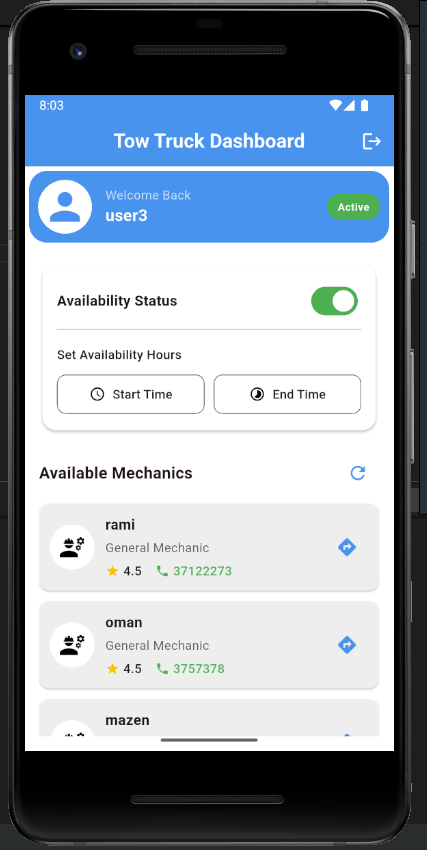 8:03
Tow Truck Dashboard
Welcome Back
user3
Active
Availability Status
Set Availability Hours
Start Time
End Time
Available Mechanics
rami
General Mechanic
4.5 37122273
oman
General Mechanic
4.5 3757378
mazen